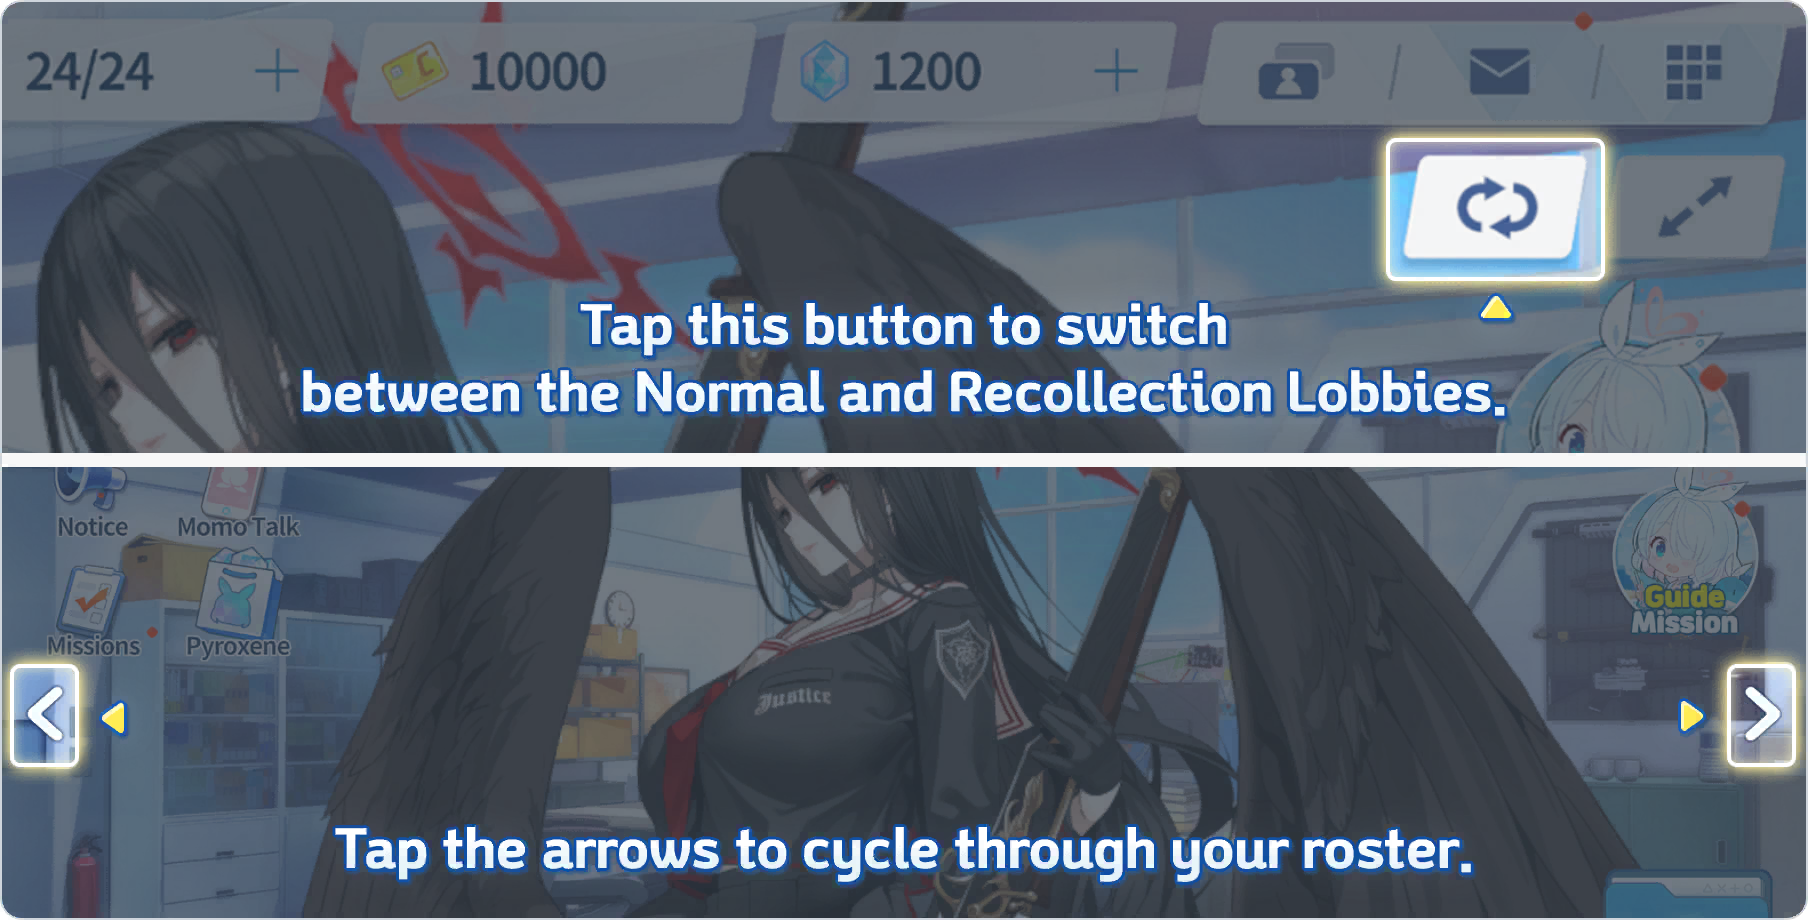 24/24
10000
1200
Tap this button to switch
between the Normal and Recollection Lobbies.
Notice
Momo Talk
Missions
Pyroxene
Guide
Mission
Justice
Tap the arrows to cycle through your roster.